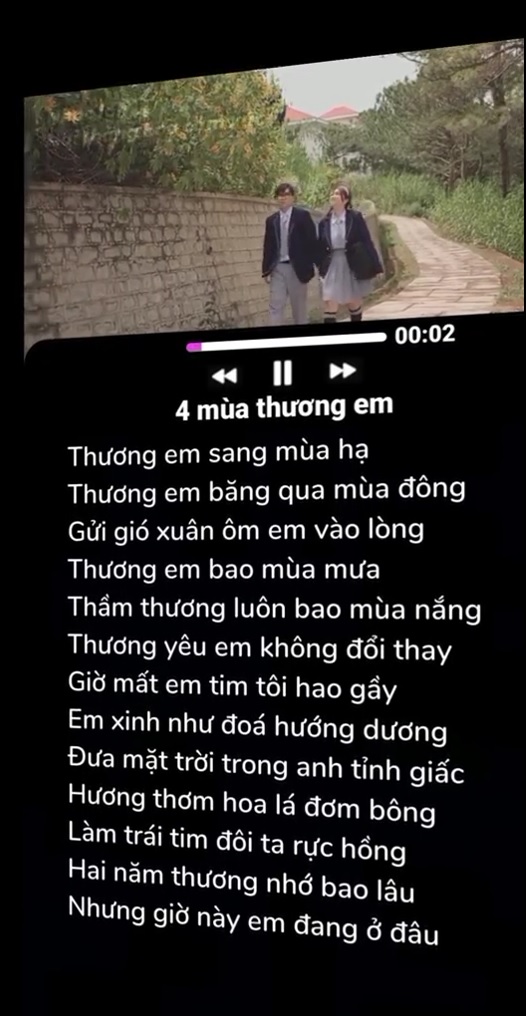 00:02
4 mùa thương em
Thương em sang mùa hạ
Thương em băng qua mùa đông
Gửi gió xuân ôm em vào lòng
Thương em bao mùa mưa
Thầm thương luôn bao mùa nắng
Thương yêu em không đổi thay
Giờ mất em tim tôi hao gầy
Em xinh như đoá hướng dương
Đưa mặt trời trong anh tỉnh giấc
Hương thơm hoa lá đơm bông
Làm trái tim đôi ta rực hồng
Hai năm thương nhớ bao lâu
Nhưng giờ này em đang ở đâu